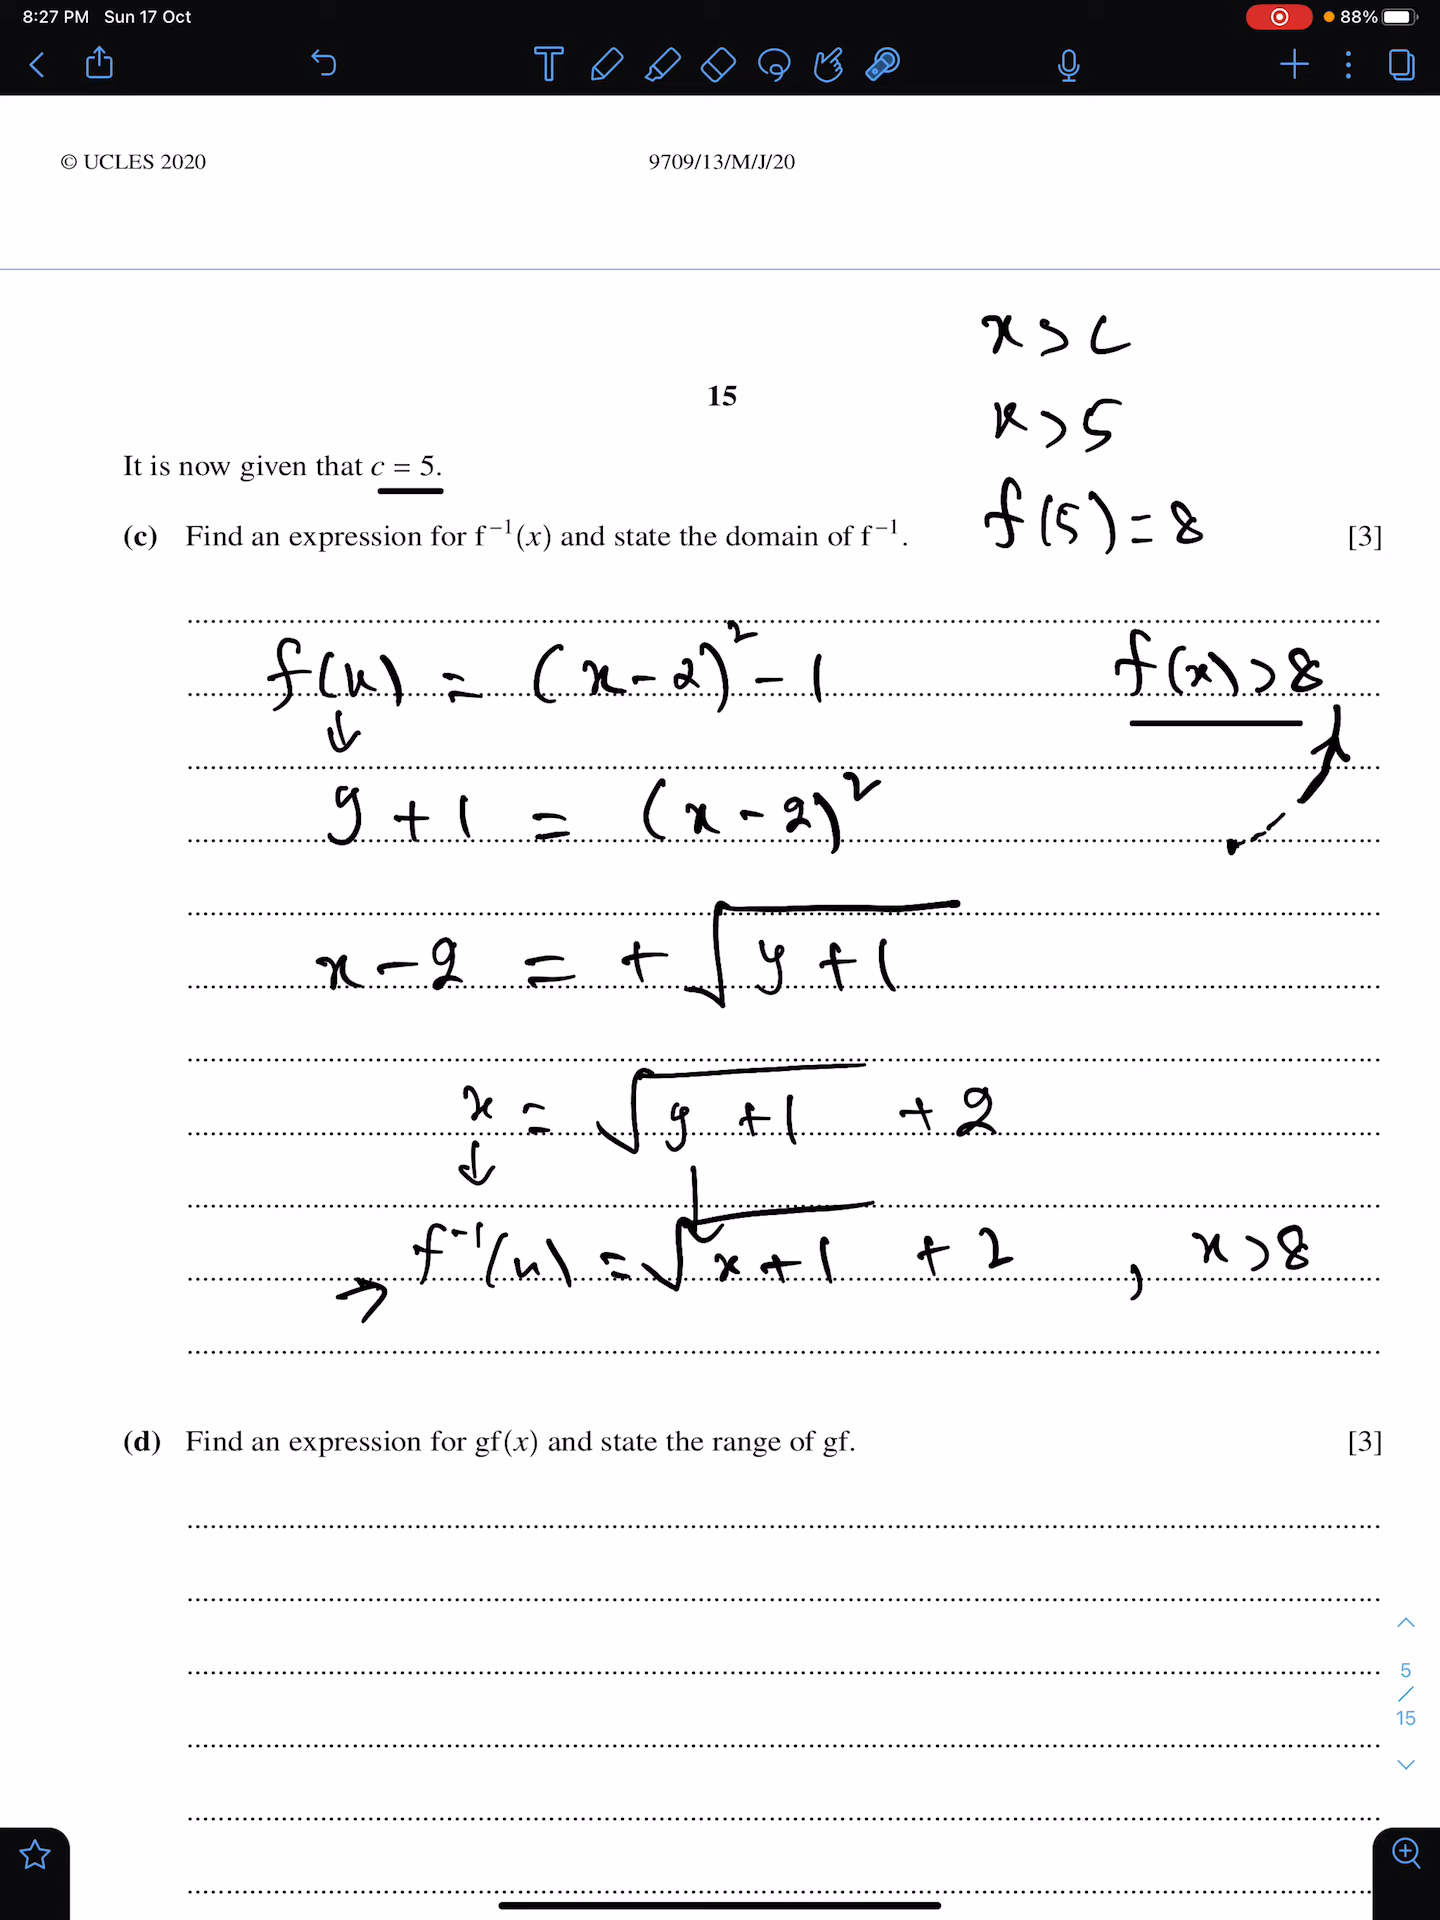 8:27 PM Sun 17 Oct
88%
© UCLES 2020
9709/13/M/J/20
x > c
15
x > 5
It is now given that c = 5.
f(5) = 8
(c) Find an expression for f⁻¹(x) and state the domain of f⁻¹. [3]
f(x) = (x-2)² - 1
f(x) > 8
↓
y + 1 = (x - 2)²
x - 2 = + √(y + 1)
x = √(y + 1) + 2
↓
→ f⁻¹(x) = √(x + 1) + 2 , x > 8
(d) Find an expression for gf(x) and state the range of gf. [3]
5
/
15